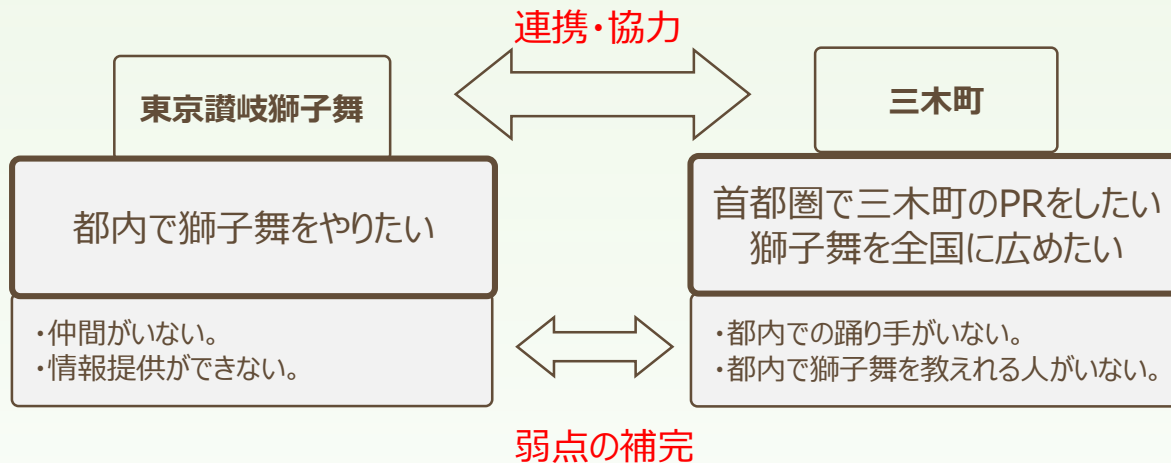 連携・協力
東京讃岐獅子舞
三木町
都内で獅子舞をやりたい
首都圏で三木町のPRをしたい
獅子舞を全国に広めたい
・仲間がいない。
・情報提供ができない。
・都内での踊り手がいない。
・都内で獅子舞を教えれる人がいない。
弱点の補完